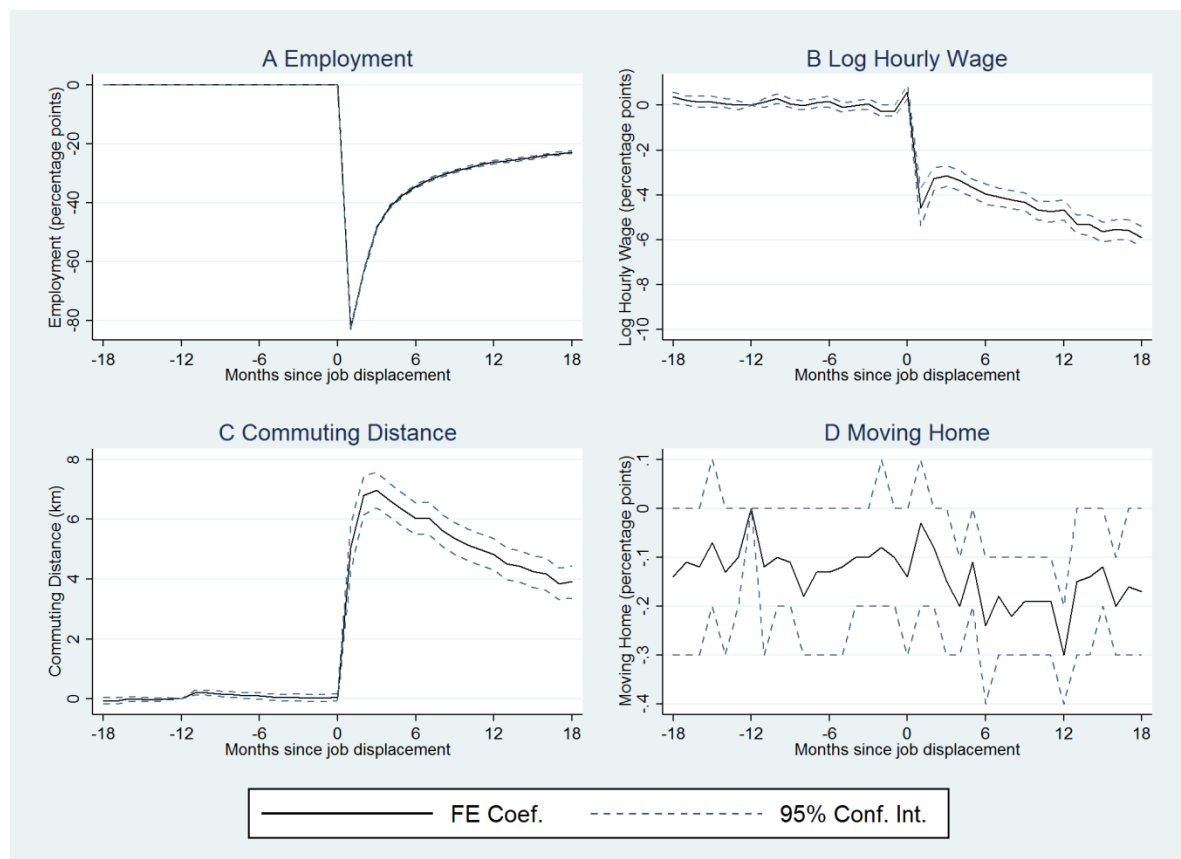 A Employment
Employment (percentage points)
0
-20
-40
-60
-80
-18 -12 -6 0 6 12 18
Months since job displacement
B Log Hourly Wage
Log Hourly Wage (percentage points)
0
-2
-4
-6
-8
-10
-18 -12 -6 0 6 12 18
Months since job displacement
C Commuting Distance
Commuting Distance (km)
8
6
4
2
0
-18 -12 -6 0 6 12 18
Months since job displacement
D Moving Home
Moving Home (percentage points)
.1
0
-.1
-.2
-.3
-.4
-18 -12 -6 0 6 12 18
Months since job displacement
FE Coef. 95% Conf. Int.